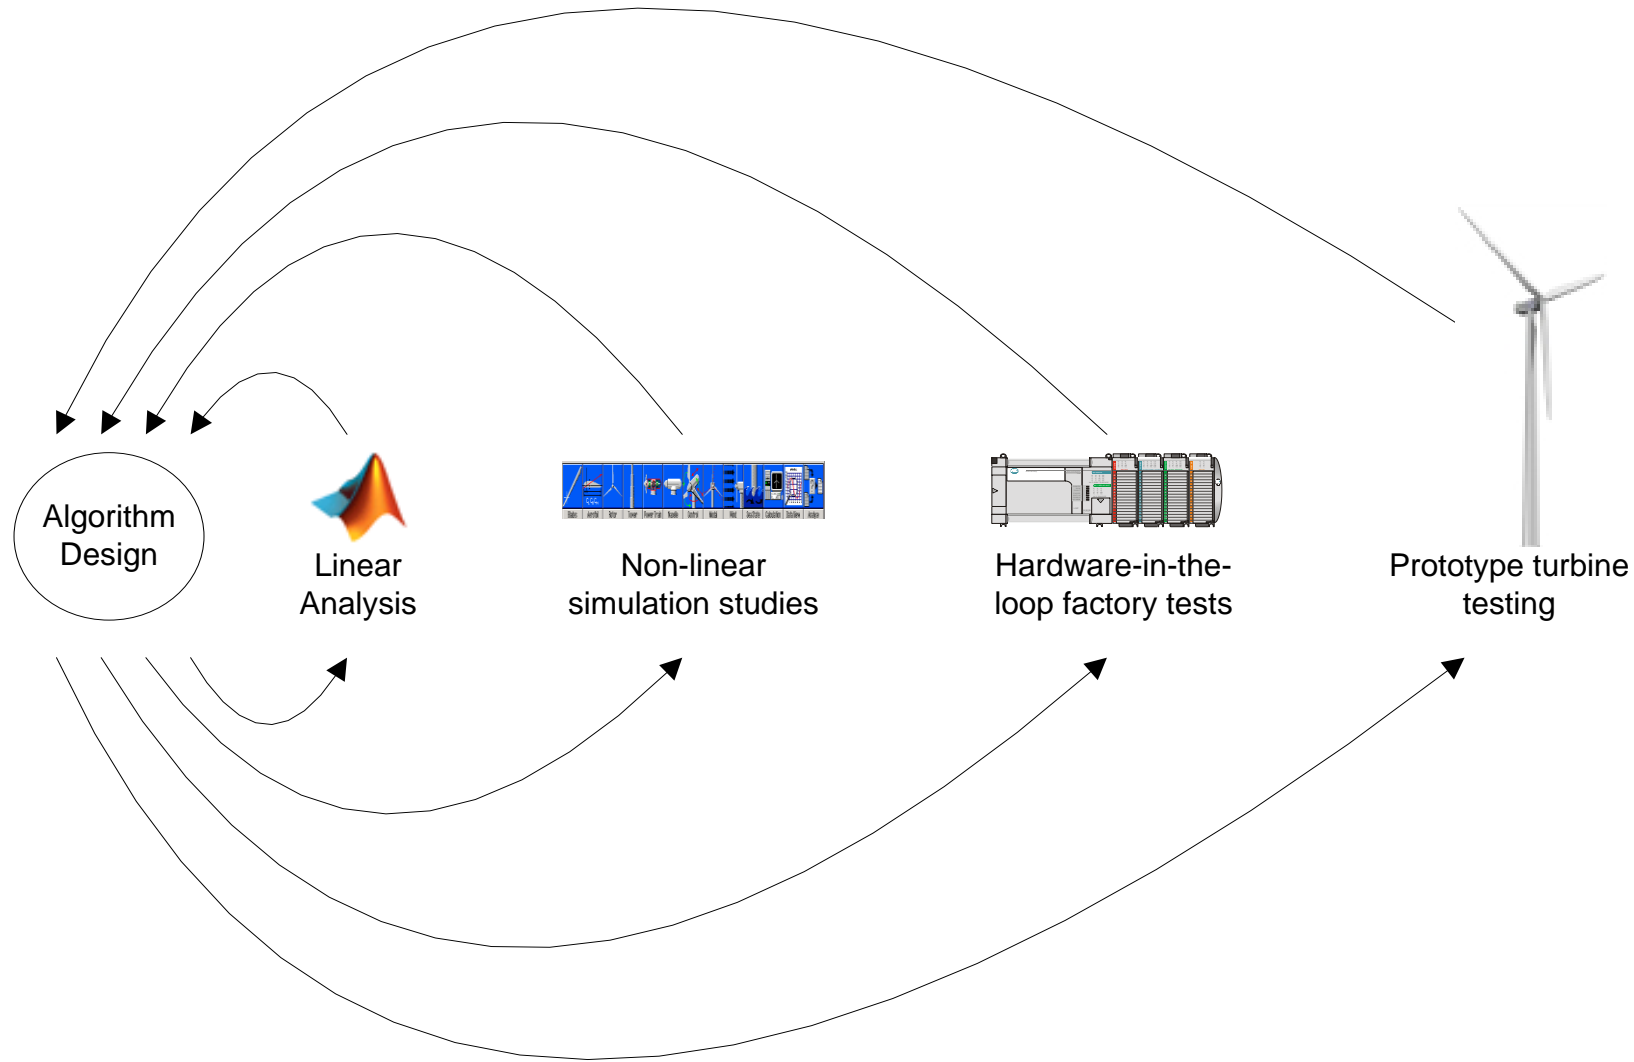 Algorithm
Design
Linear
Analysis
Non-linear
simulation studies
Hardware-in-the-
loop factory tests
Prototype turbine
testing